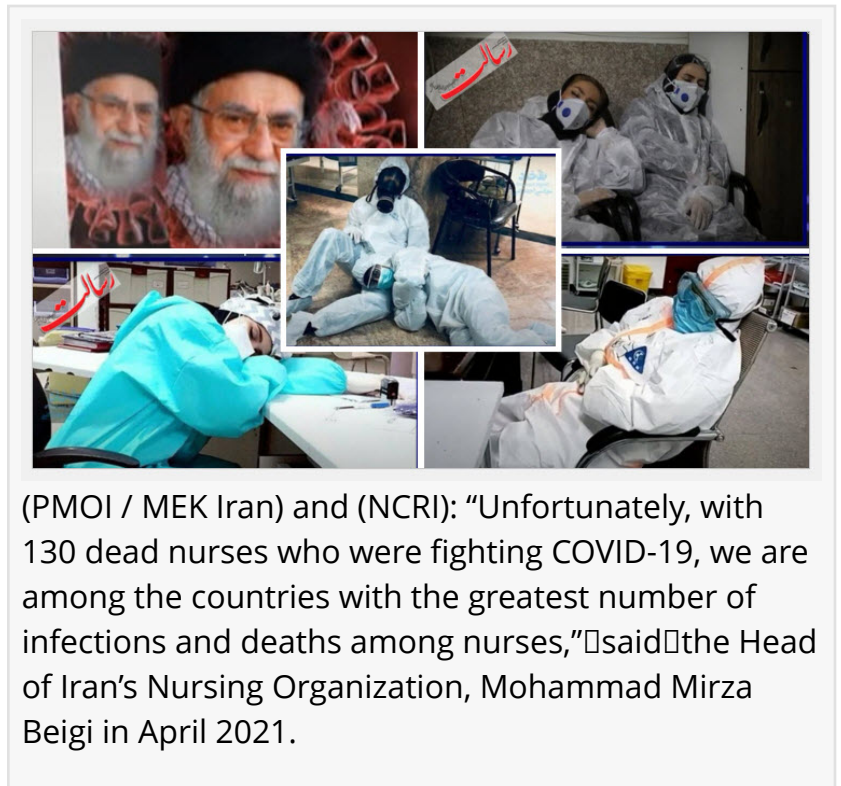 رسالت
رسالت
(PMOI / MEK Iran) and (NCRI): “Unfortunately, with
130 dead nurses who were fighting COVID-19, we are
among the countries with the greatest number of
infections and deaths among nurses,”▯said▯the Head
of Iran’s Nursing Organization, Mohammad Mirza
Beigi in April 2021.